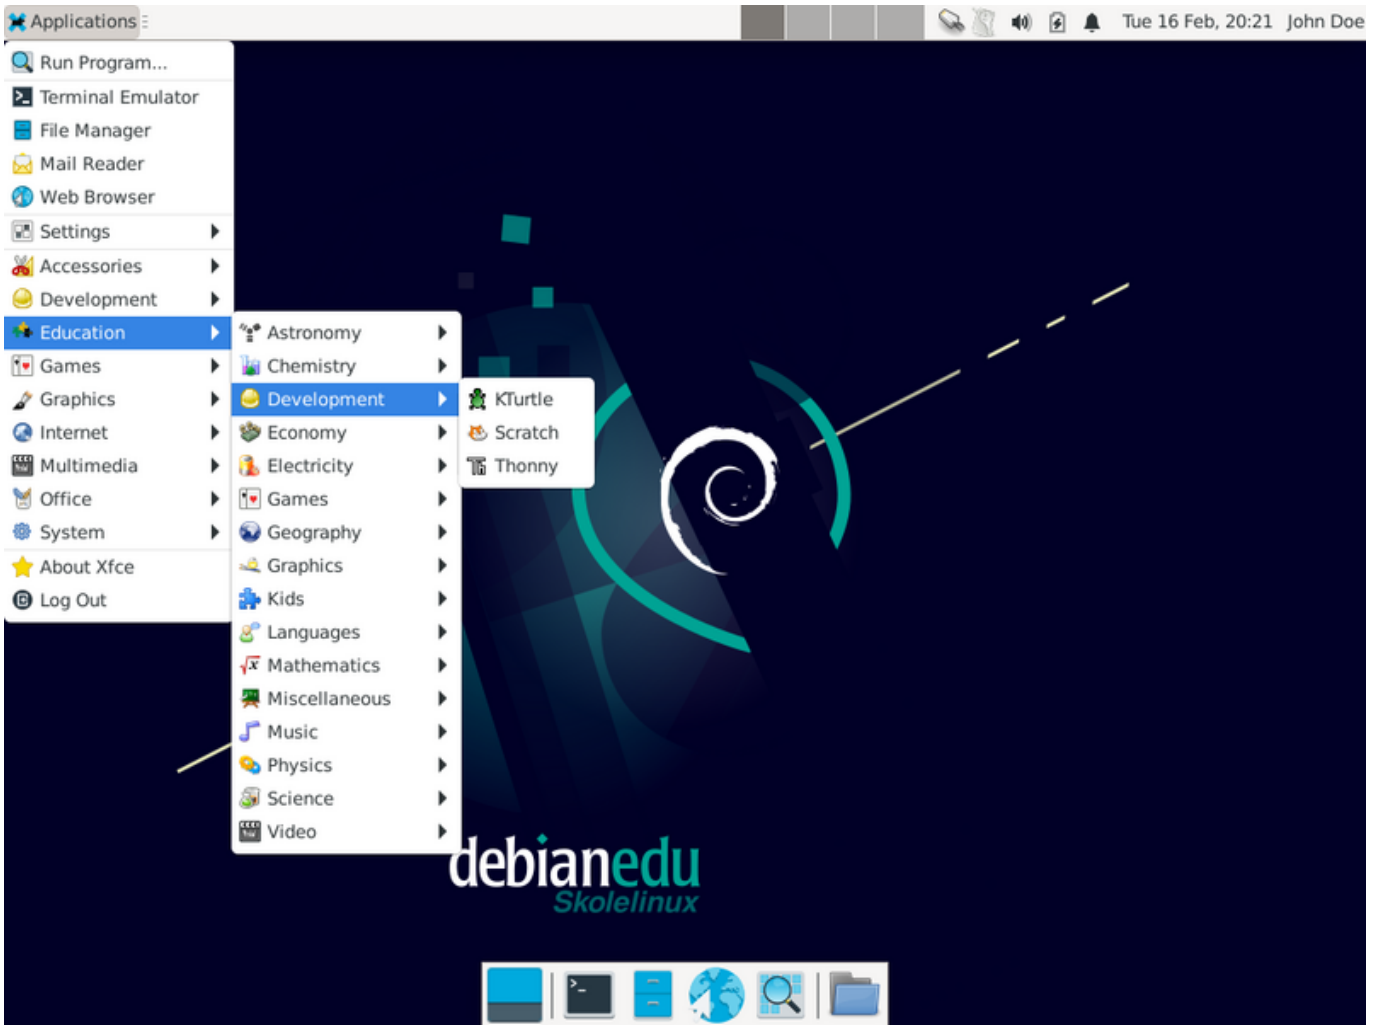 Applications
Tue 16 Feb, 20:21 John Doe
Run Program...
Terminal Emulator
File Manager
Mail Reader
Web Browser
Settings
Accessories
Development
Education
Games
Graphics
Internet
Multimedia
Office
System
About Xfce
Log Out
Astronomy
Chemistry
Development
Economy
Electricity
Games
Geography
Graphics
Kids
Languages
Mathematics
Miscellaneous
Music
Physics
Science
Video
KTurtle
Scratch
Thonny
debianedu
Skolelinux